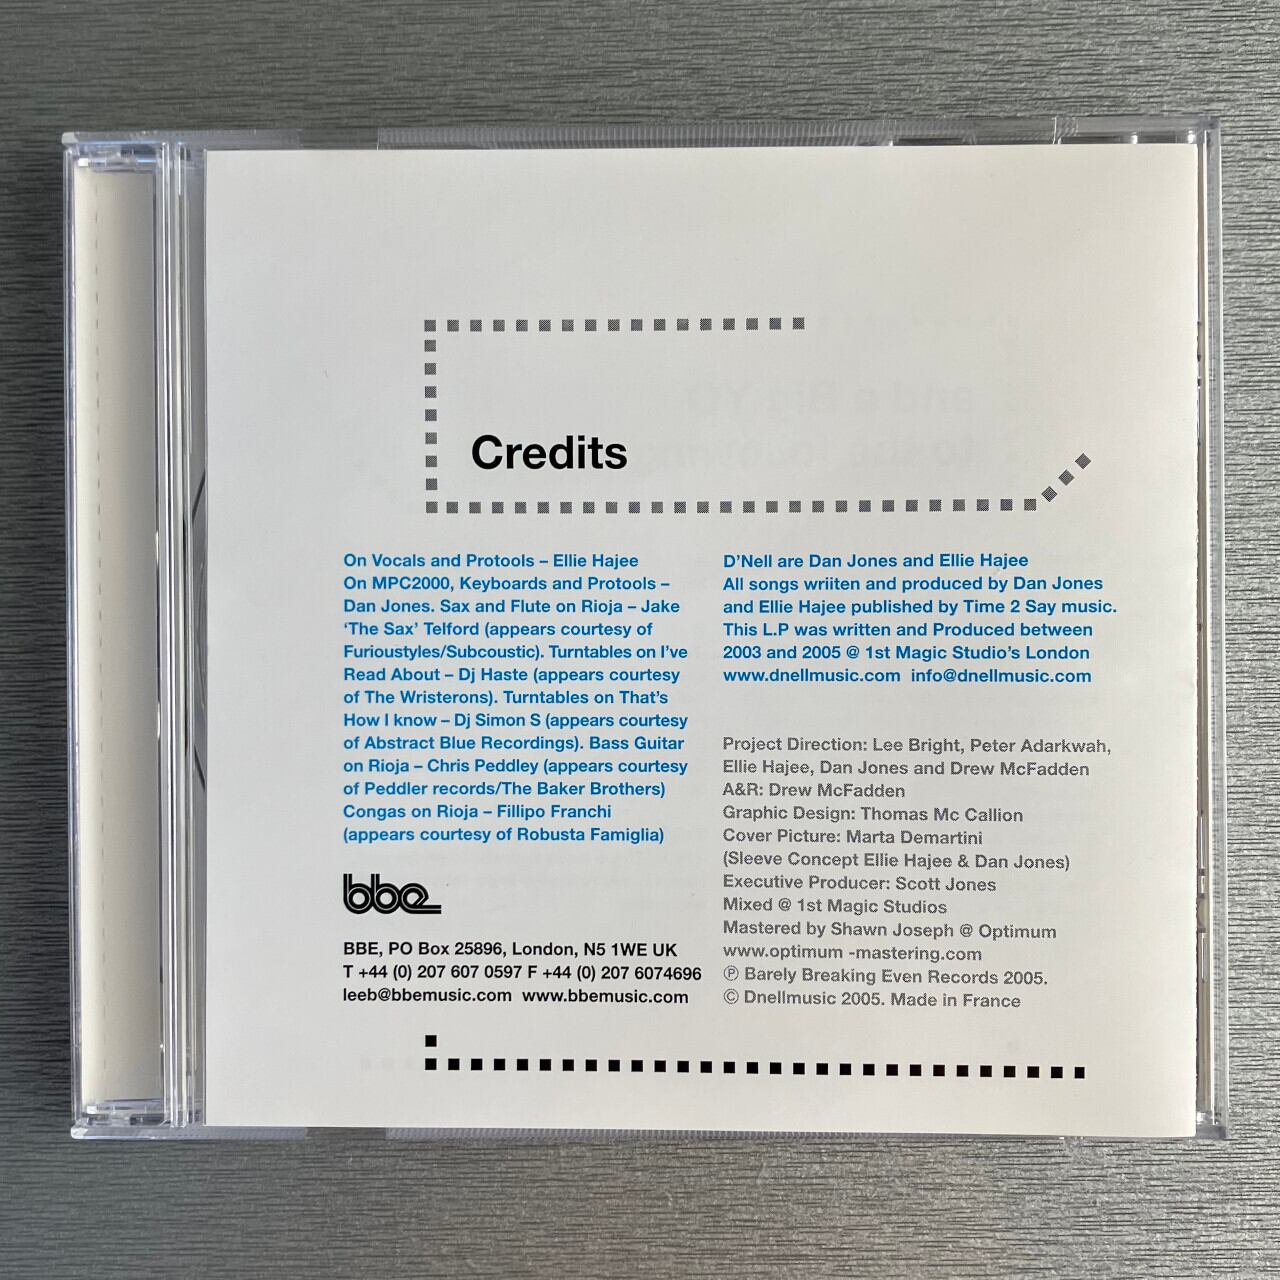 Credits
On Vocals and Protools – Ellie Hajee
On MPC2000, Keyboards and Protools –
Dan Jones. Sax and Flute on Rioja – Jake
‘The Sax’ Telford (appears courtesy of
Furioustyles/Subcoustic). Turntables on I’ve
Read About – Dj Haste (appears courtesy
of The Wristerons). Turntables on That’s
How I know – Dj Simon S (appears courtesy
of Abstract Blue Recordings). Bass Guitar
on Rioja – Chris Peddley (appears courtesy
of Peddler records/The Baker Brothers)
Congas on Rioja – Fillipo Franchi
(appears courtesy of Robusta Famiglia)
bbe
BBE, PO Box 25896, London, N5 1WE UK
T +44 (0) 207 607 0597 F +44 (0) 207 6074696
leeb@bbemusic.com www.bbemusic.com
D’Nell are Dan Jones and Ellie Hajee
All songs wriiten and produced by Dan Jones
and Ellie Hajee published by Time 2 Say music.
This L.P was written and Produced between
2003 and 2005 @ 1st Magic Studio’s London
www.dnellmusic.com info@dnellmusic.com
Project Direction: Lee Bright, Peter Adarkwah,
Ellie Hajee, Dan Jones and Drew McFadden
A&R: Drew McFadden
Graphic Design: Thomas Mc Callion
Cover Picture: Marta Demartini
(Sleeve Concept Ellie Hajee & Dan Jones)
Executive Producer: Scott Jones
Mixed @ 1st Magic Studios
Mastered by Shawn Joseph @ Optimum
www.optimum -mastering.com
℗ Barely Breaking Even Records 2005.
© Dnellmusic 2005. Made in France